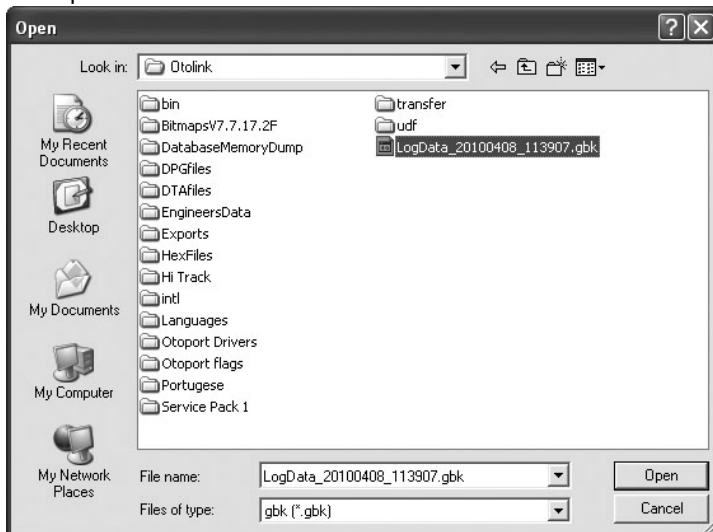 Open
Look in: Otolink
My Recent
Documents
Desktop
My Documents
My Computer
My Network
Places
bin
BitmapsV7.7.17.2F
DatabaseMemoryDump
DPGfiles
DTAfiles
EngineersData
Exports
HexFiles
Hi Track
intl
Languages
Otoport Drivers
Otoport flags
Portugese
Service Pack 1
transfer
udf
LogData_20100408_113907.gbk
File name: LogData_20100408_113907.gbk Open
Files of type: gbk (*.gbk) Cancel